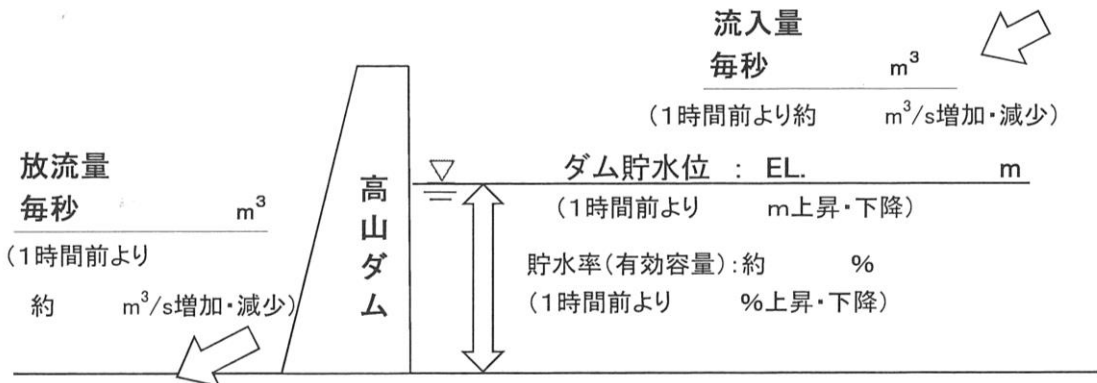 流入量
毎秒 m³
(1時間前より約 m³/s増加・減少)
放流量
毎秒 m³
(1時間前より
約 m³/s増加・減少)
高山ダム
ダム貯水位 : EL. m
(1時間前より m上昇・下降)
貯水率(有効容量):約 %
(1時間前より %上昇・下降)